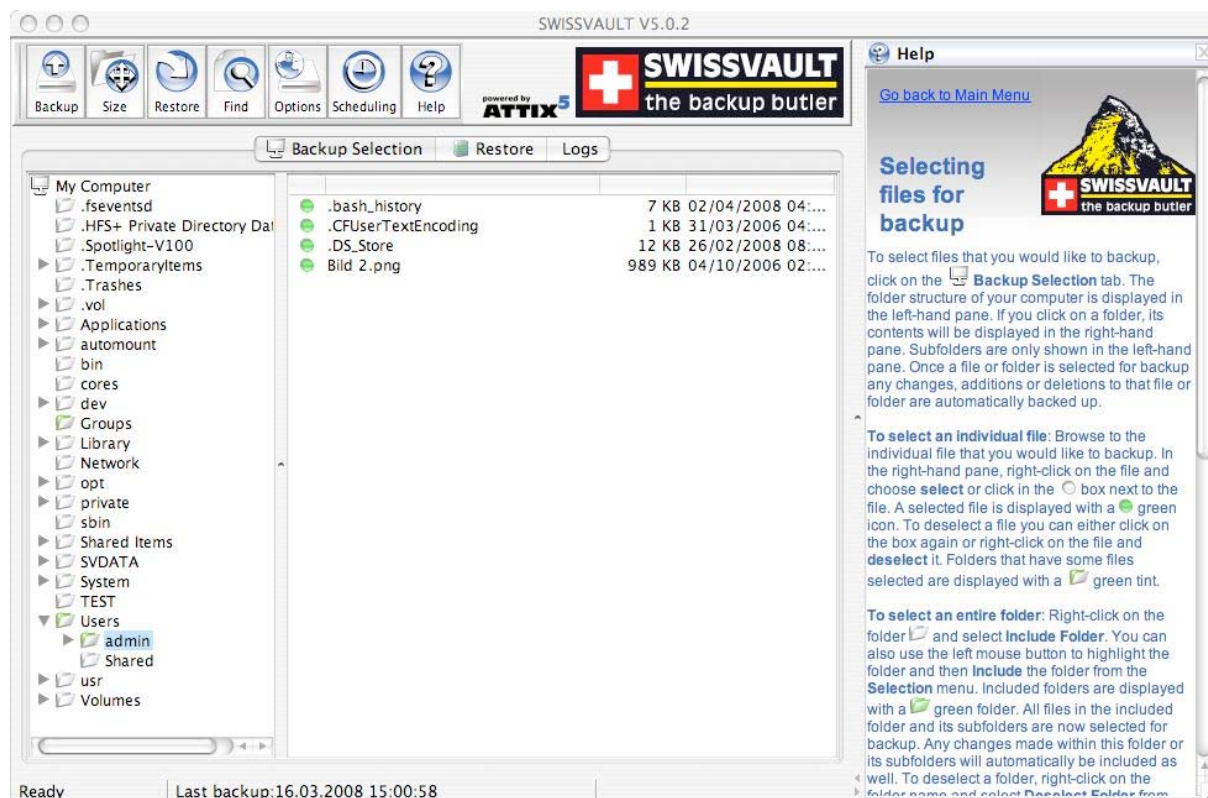 SWISSVAULT V5.0.2
Backup Size Restore Find Options Scheduling Help
powered by
ATTIX5
SWISSVAULT
the backup butler
Backup Selection Restore Logs
My Computer
.fseventsd
.HFS+ Private Directory Dat
.Spotlight-V100
.TemporaryItems
.Trashes
.vol
Applications
automount
bin
cores
dev
Groups
Library
Network
opt
private
sbin
Shared Items
SVDATA
System
TEST
Users
admin
Shared
usr
Volumes
.bash_history 7 KB 02/04/2008 04:...
.CFUserTextEncoding 1 KB 31/03/2006 04:...
.DS_Store 12 KB 26/02/2008 08:...
Bild 2.png 989 KB 04/10/2006 02:...
Ready Last backup:16.03.2008 15:00:58
Help
Go back to Main Menu
SWISSVAULT
the backup butler
Selecting
files for
backup
To select files that you would like to backup,
click on the Backup Selection tab. The
folder structure of your computer is displayed in
the left-hand pane. If you click on a folder, its
contents will be displayed in the right-hand
pane. Subfolders are only shown in the left-hand
pane. Once a file or folder is selected for backup
any changes, additions or deletions to that file or
folder are automatically backed up.
To select an individual file: Browse to the
individual file that you would like to backup. In
the right-hand pane, right-click on the file and
choose select or click in the box next to the
file. A selected file is displayed with a green
icon. To deselect a file you can either click on
the box again or right-click on the file and
deselect it. Folders that have some files
selected are displayed with a green tint.
To select an entire folder: Right-click on the
folder and select Include Folder. You can
also use the left mouse button to highlight the
folder and then Include the folder from the
Selection menu. Included folders are displayed
with a green folder. All files in the included
folder and its subfolders are now selected for
backup. Any changes made within this folder or
its subfolders will automatically be included as
well. To deselect a folder, right-click on the
folder name and select Deselect Folder from